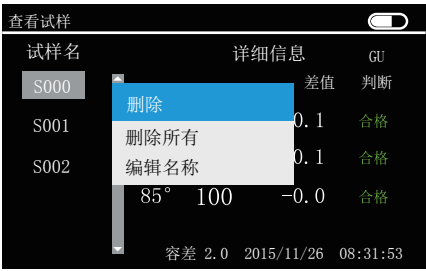 查看试样
试样名 详细信息 GU
S000 差值 判断
删除
S001 0.1 合格
删除所有
S002 0.1 合格
编辑名称
85° 100 -0.0 合格
容差 2.0 2015/11/26 08:31:53